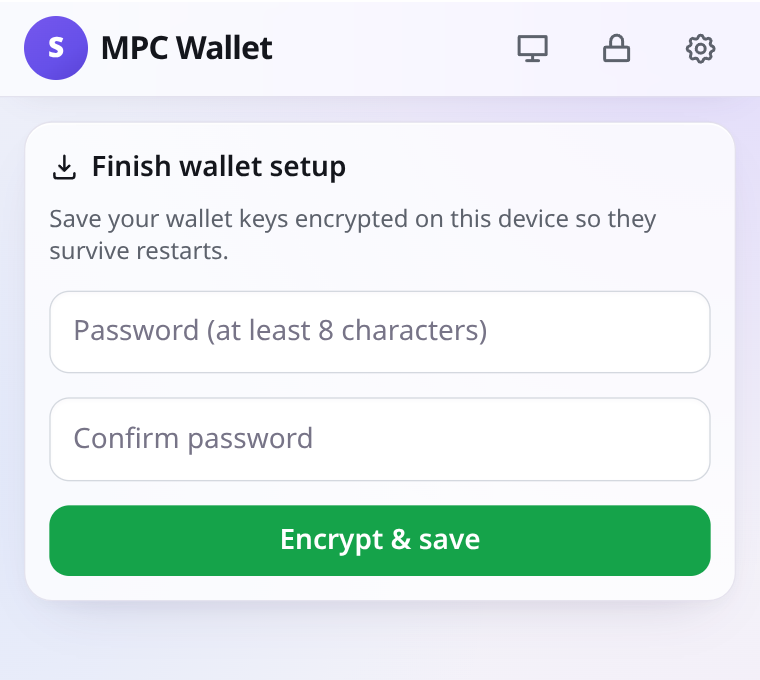 S MPC Wallet
Finish wallet setup
Save your wallet keys encrypted on this device so they
survive restarts.
Password (at least 8 characters)
Confirm password
Encrypt & save